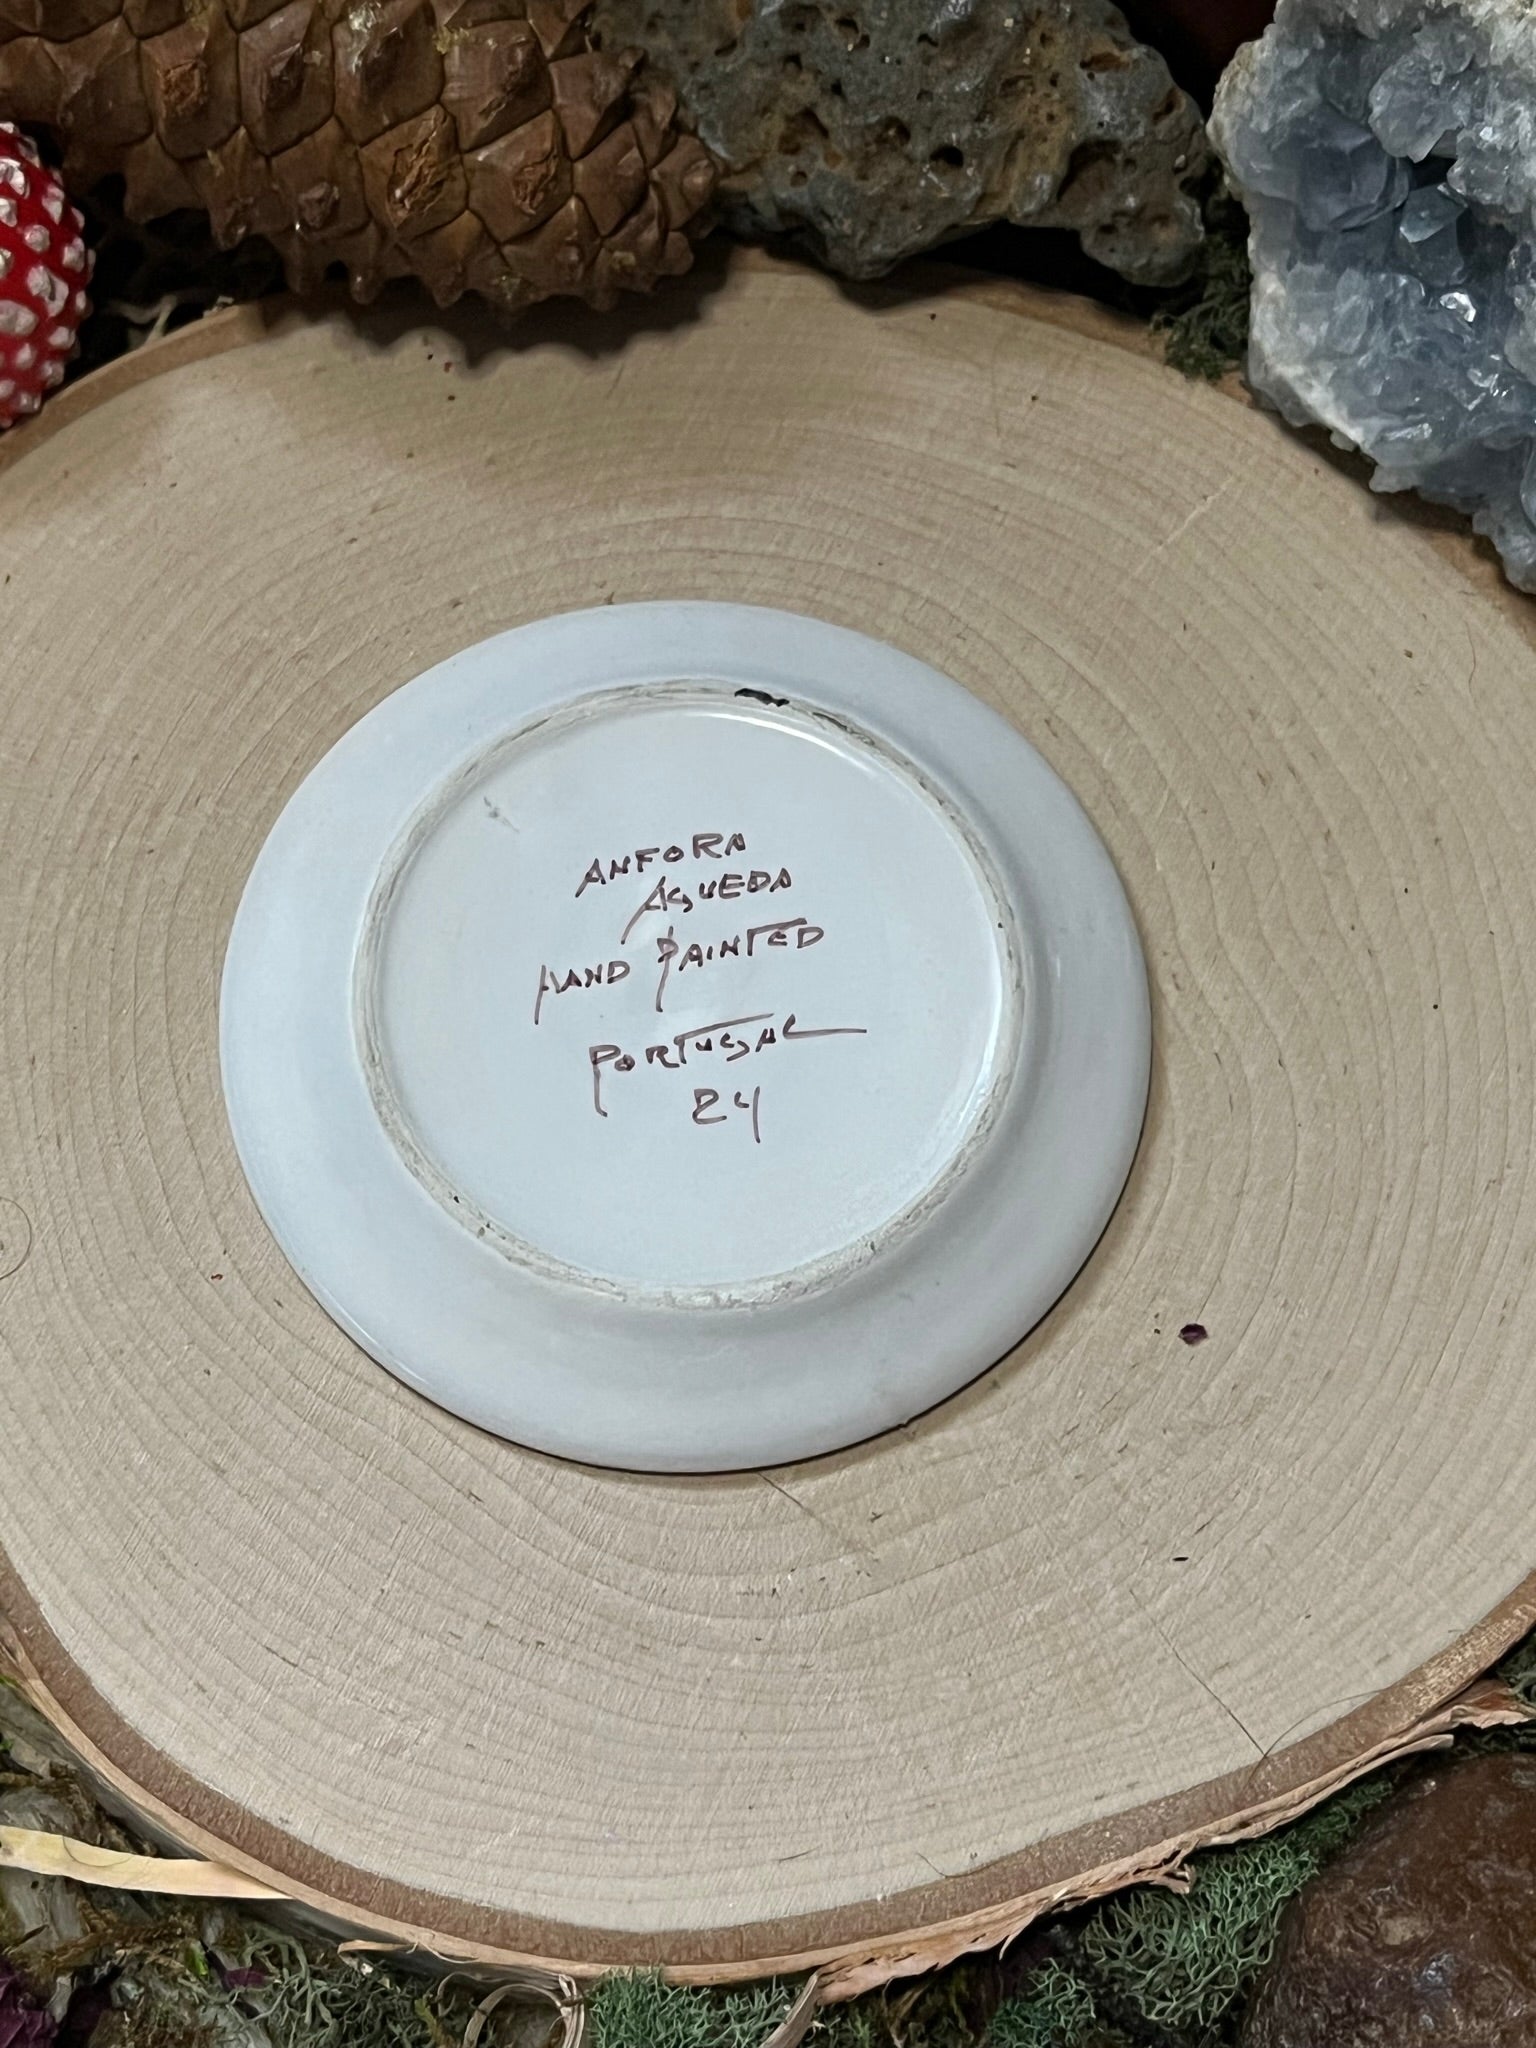 ANFORA
AGUEDA
HAND PAINTED
PORTUGAL
24